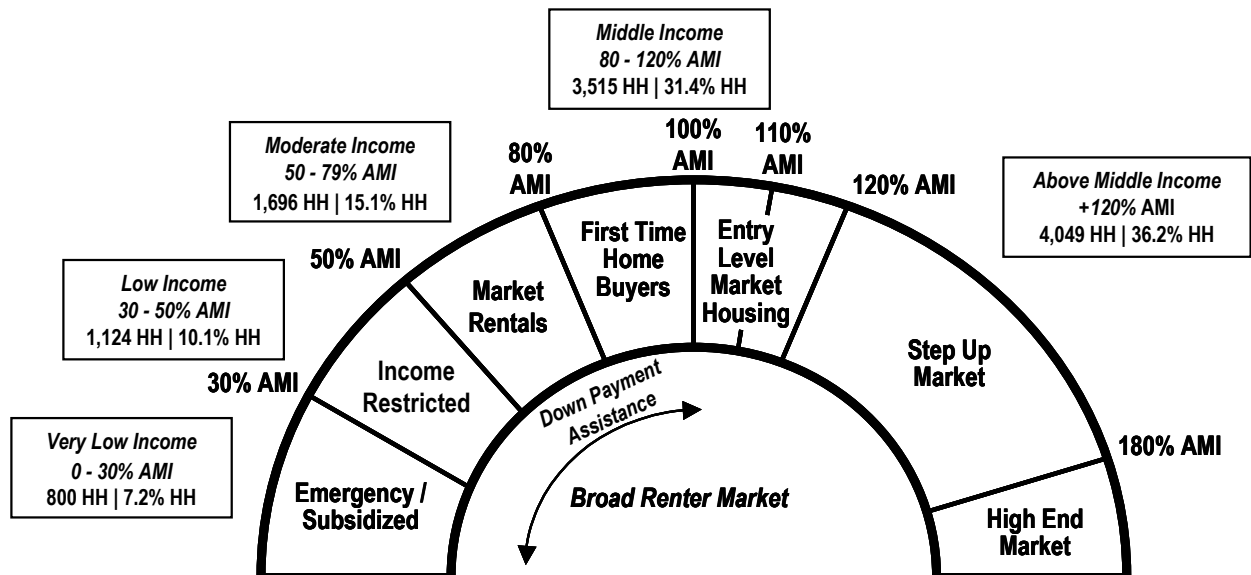 Middle Income
80 - 120% AMI
3,515 HH | 31.4% HH
Moderate Income
50 - 79% AMI
1,696 HH | 15.1% HH
Low Income
30 - 50% AMI
1,124 HH | 10.1% HH
Very Low Income
0 - 30% AMI
800 HH | 7.2% HH
Above Middle Income
+120% AMI
4,049 HH | 36.2% HH
30% AMI
50% AMI
80%
AMI
100%
AMI
110%
AMI
120% AMI
180% AMI
Emergency /
Subsidized
Income
Restricted
Market
Rentals
First Time
Home
Buyers
Entry
Level
Market
Housing
Step Up
Market
High End
Market
Down Payment
Assistance
Broad Renter Market